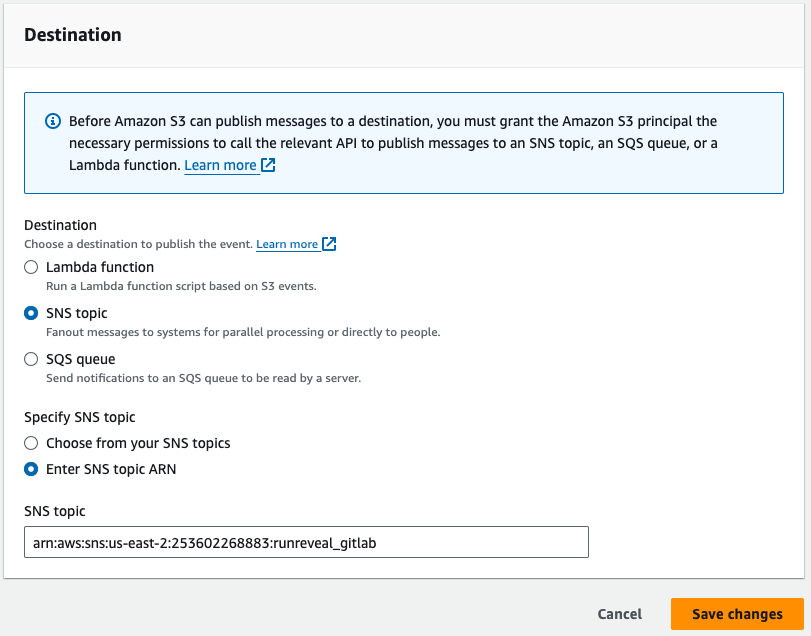 Destination
Before Amazon S3 can publish messages to a destination, you must grant the Amazon S3 principal the
necessary permissions to call the relevant API to publish messages to an SNS topic, an SQS queue, or a
Lambda function. Learn more
Destination
Choose a destination to publish the event. Learn more
Lambda function
Run a Lambda function script based on S3 events.
SNS topic
Fanout messages to systems for parallel processing or directly to people.
SQS queue
Send notifications to an SQS queue to be read by a server.
Specify SNS topic
Choose from your SNS topics
Enter SNS topic ARN
SNS topic
arn:aws:sns:us-east-2:253602268883:runreveal_gitlab
Cancel Save changes